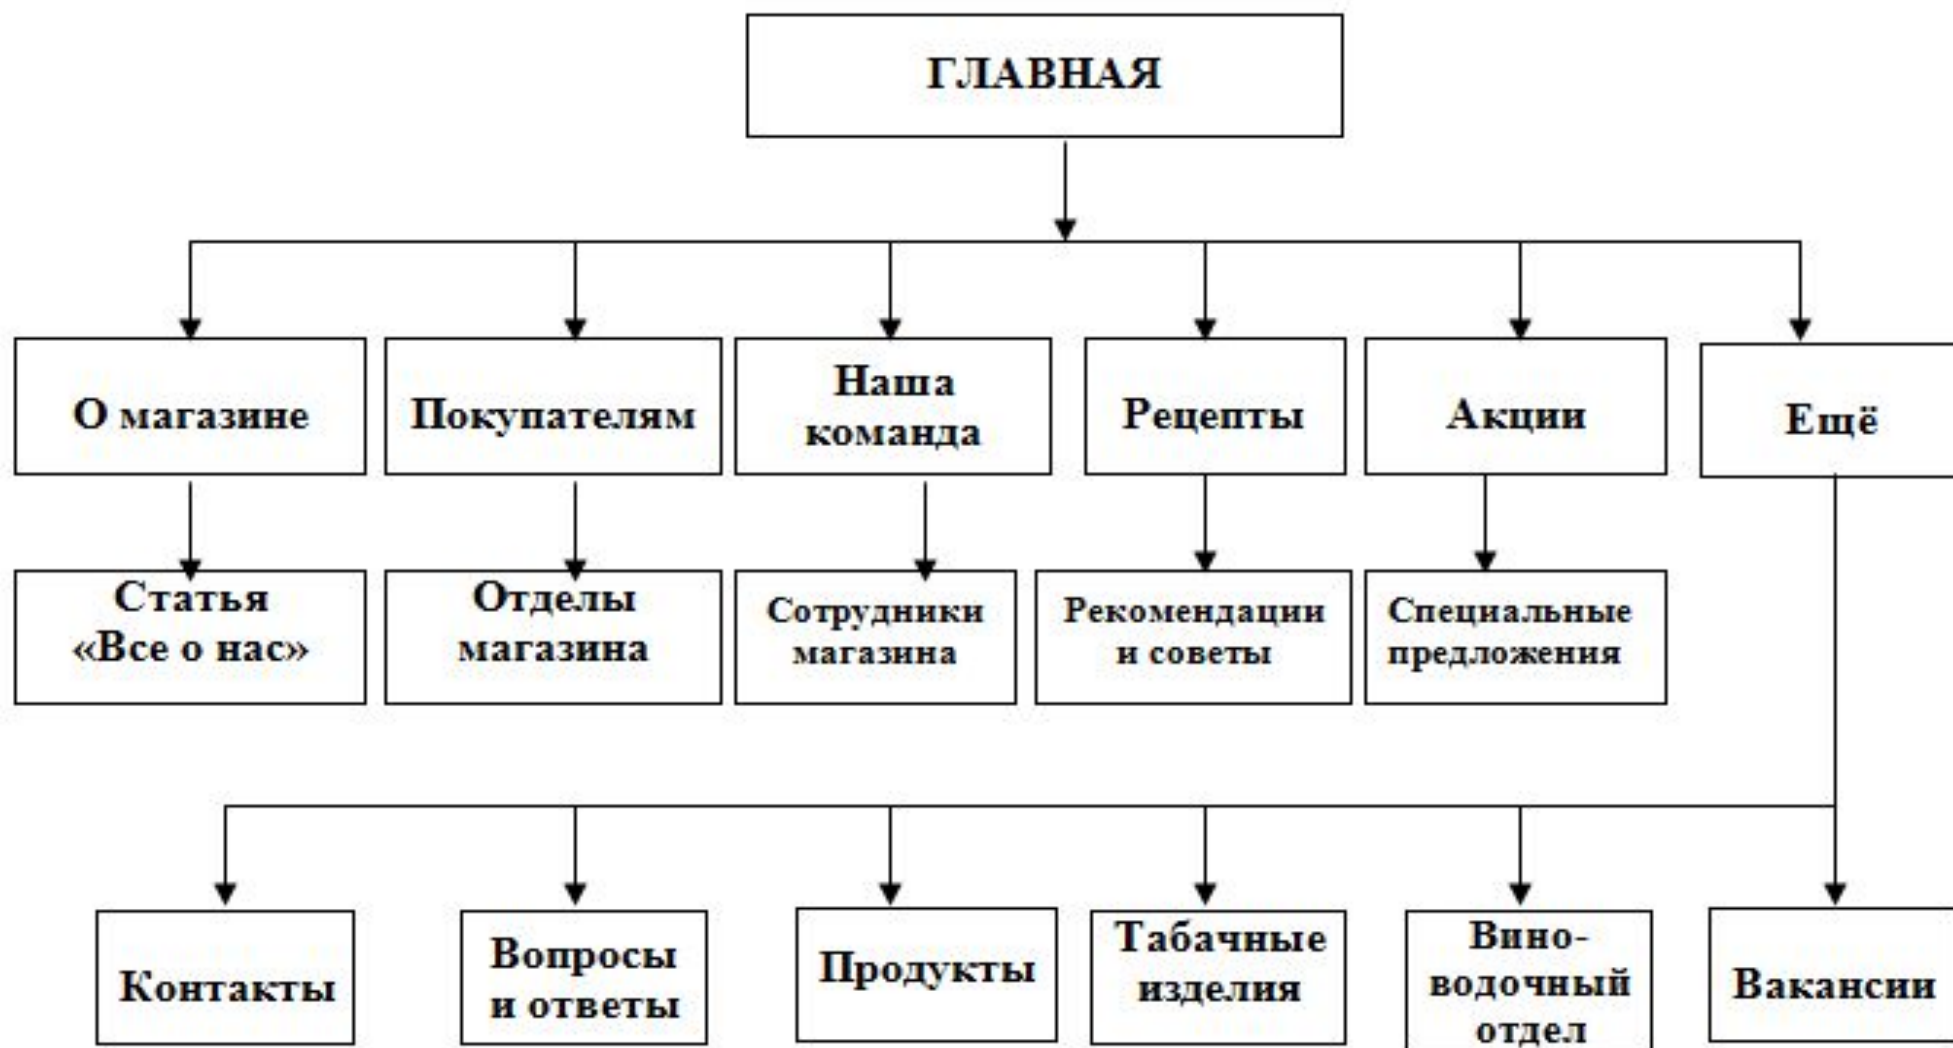 ГЛАВНАЯ
О магазине
Покупателям
Наша
команда
Рецепты
Акции
Ещё
Статья
«Все о нас»
Отделы
магазина
Сотрудники
магазина
Рекомендации
и советы
Специальные
предложения
Контакты
Вопросы
и ответы
Продукты
Табачные
изделия
Вино-
водочный
отдел
Вакансии